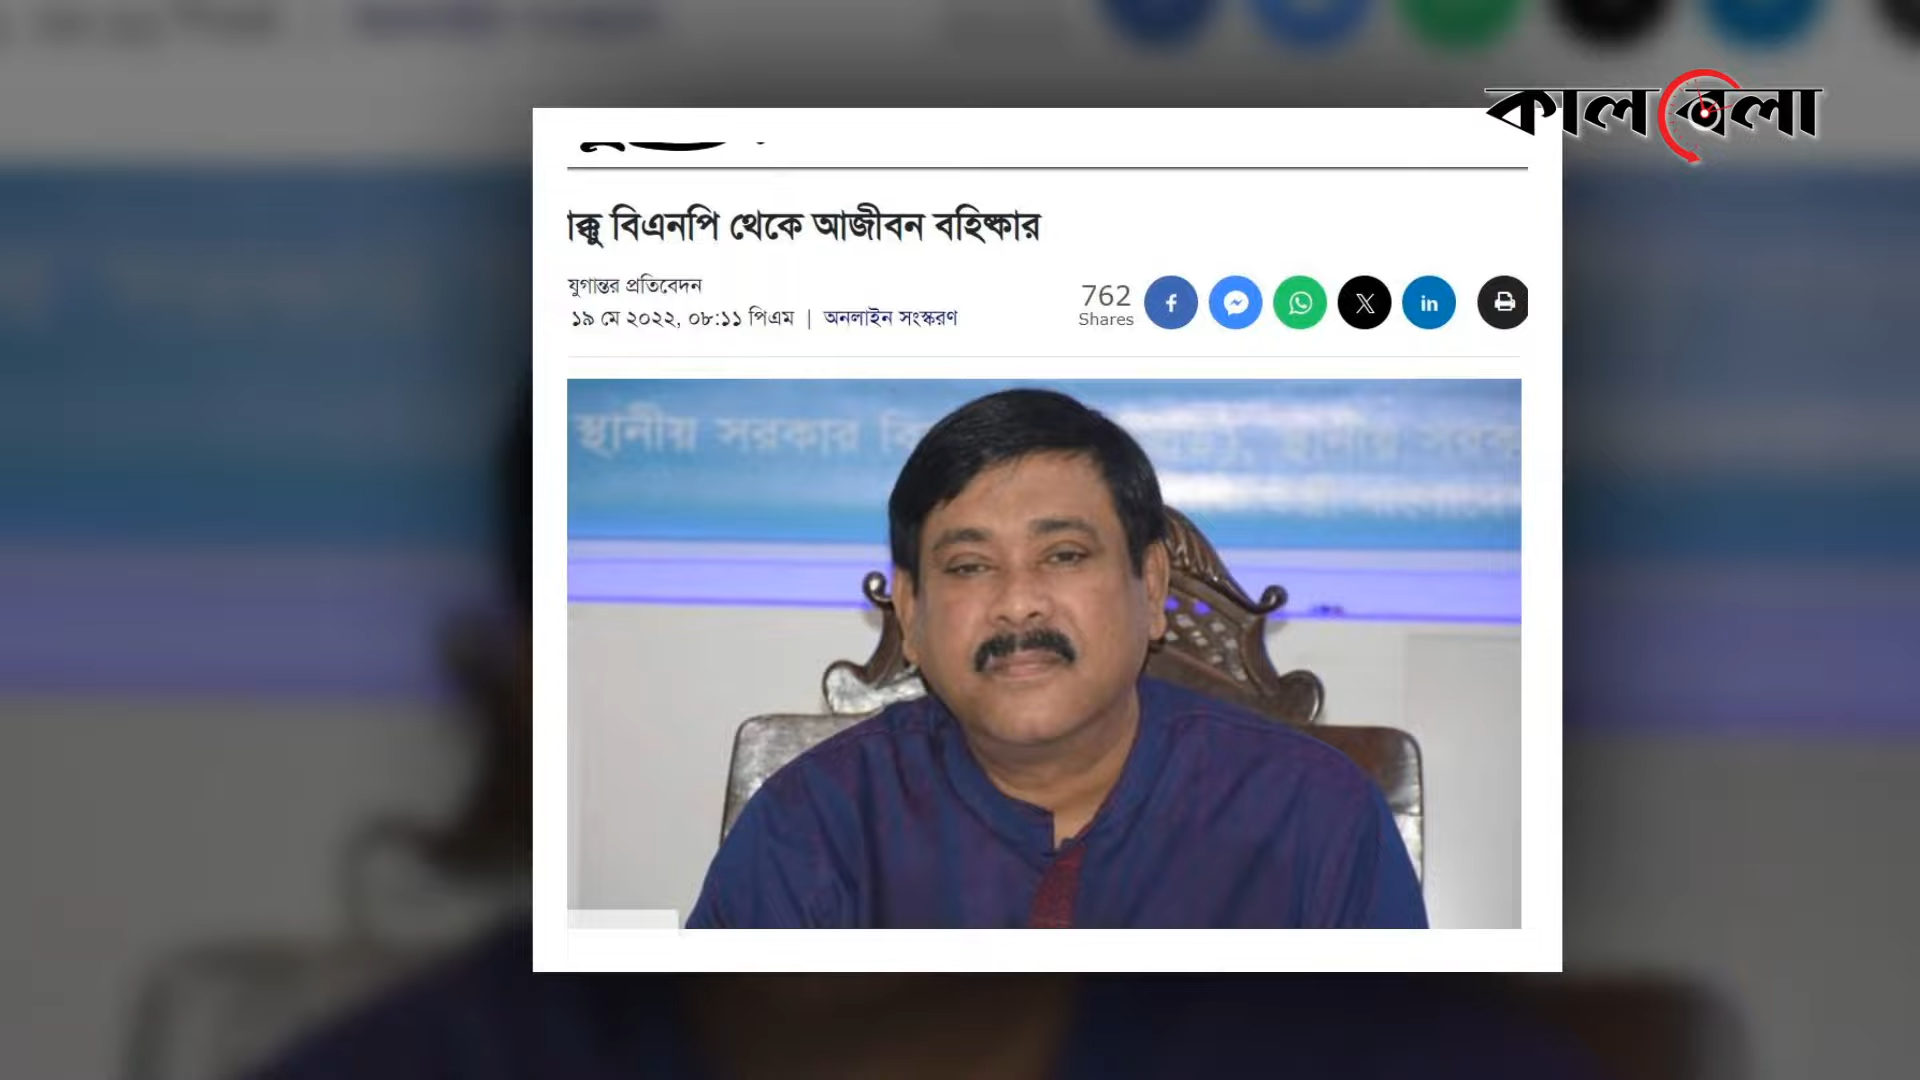 কালবেলা
াক্কু বিএনপি থেকে আজীবন বহিষ্কার
যুগান্তর প্রতিবেদন
১৯ মে ২০২২, ০৮:১১ পিএম | অনলাইন সংস্করণ
762
Shares
স্থানীয় সরকার বি
স্থানীয় সরকা